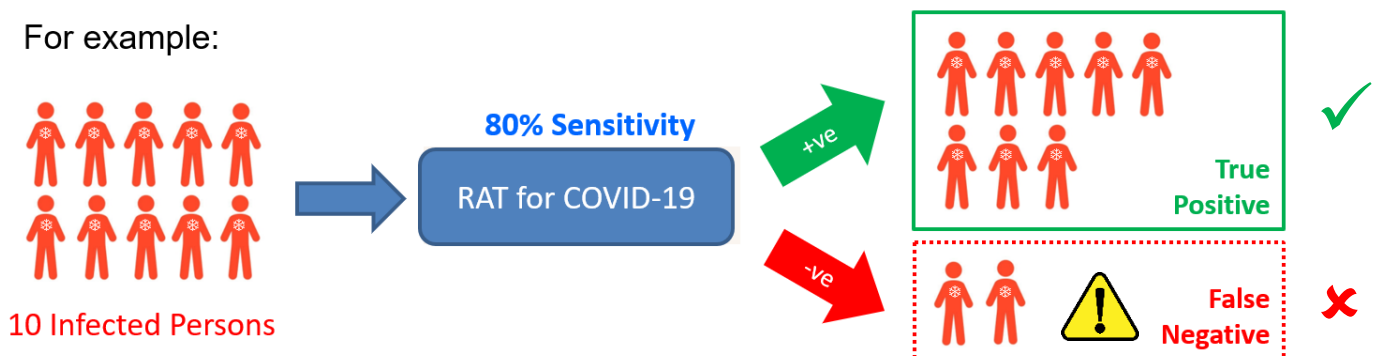 For example:
10 Infected Persons
80% Sensitivity
RAT for COVID-19
+ve
-ve
True
Positive
False
Negative